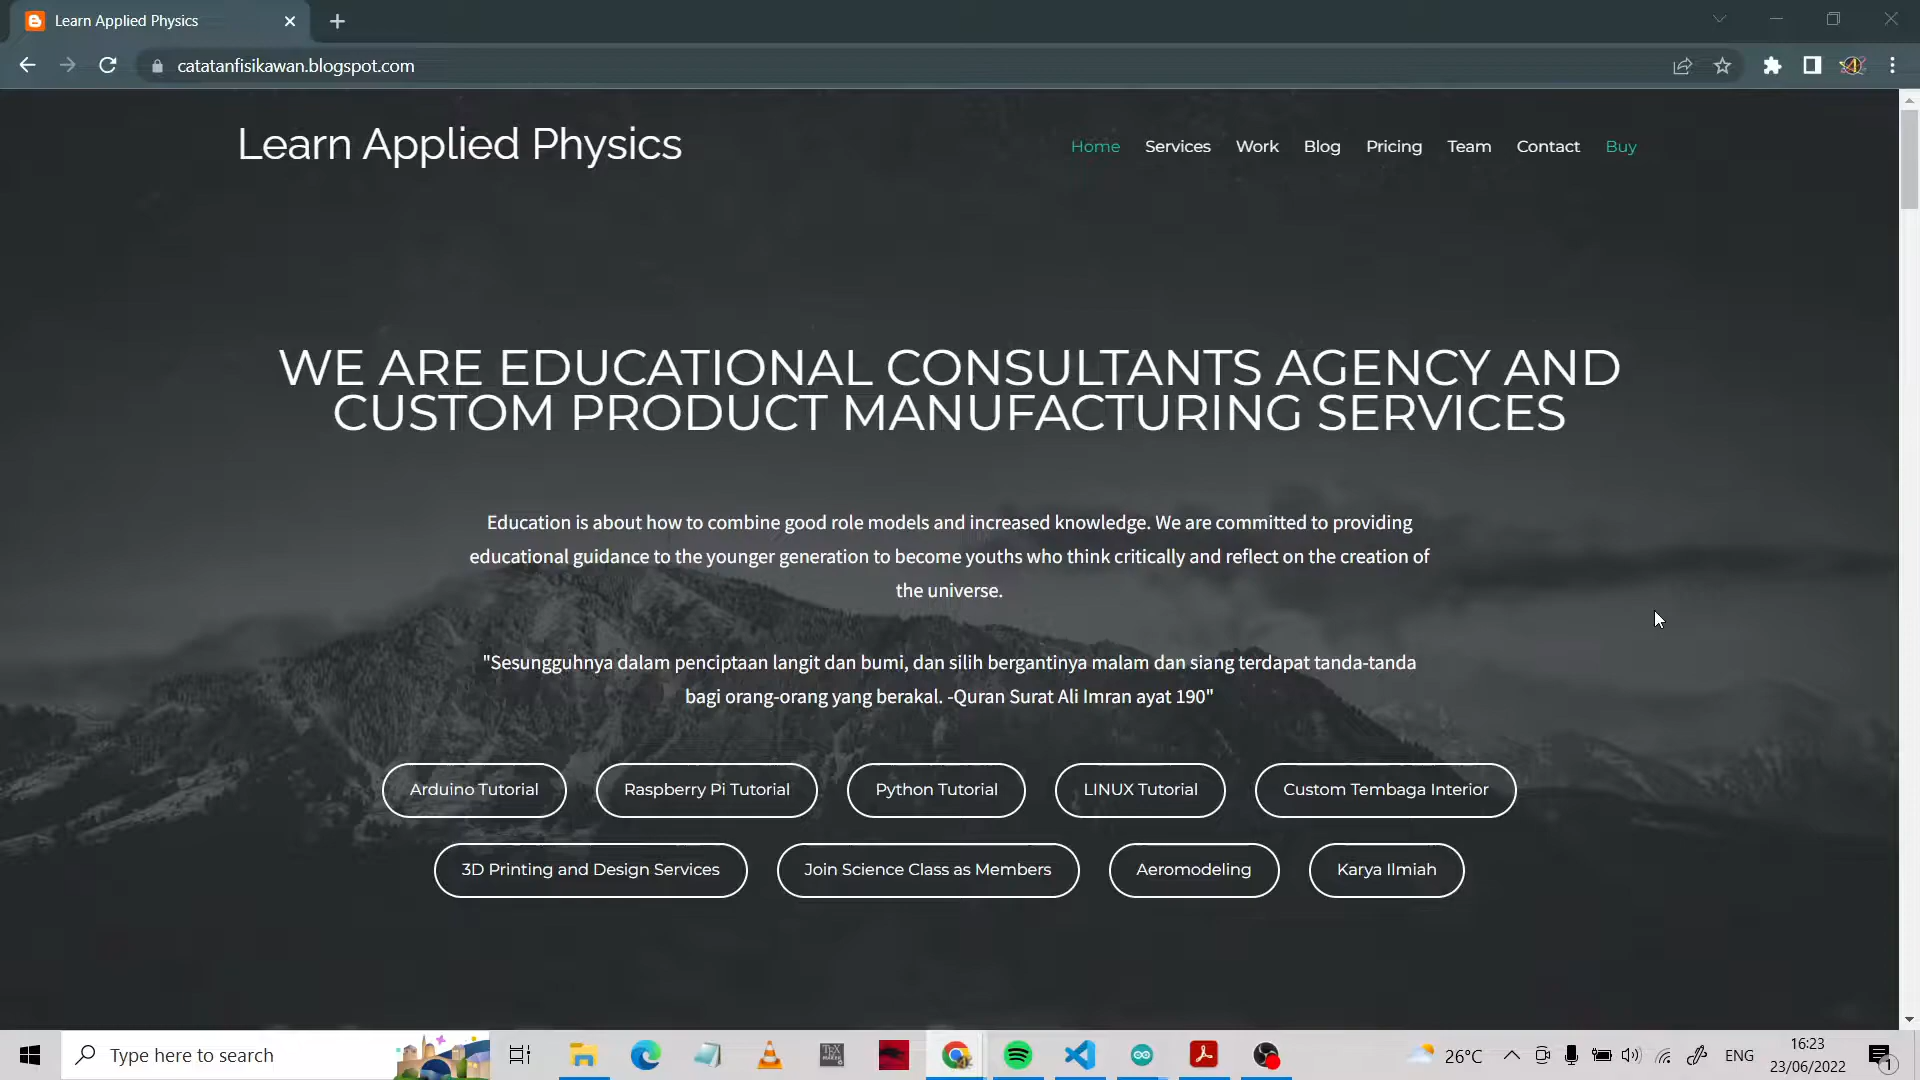 Learn Applied Physics
catatanfisikawan.blogspot.com
Learn Applied Physics
Home Services Work Blog Pricing Team Contact Buy
WE ARE EDUCATIONAL CONSULTANTS AGENCY AND
CUSTOM PRODUCT MANUFACTURING SERVICES
Education is about how to combine good role models and increased knowledge. We are committed to providing
educational guidance to the younger generation to become youths who think critically and reflect on the creation of
the universe.
"Sesungguhnya dalam penciptaan langit dan bumi, dan silih bergantinya malam dan siang terdapat tanda-tanda
bagi orang-orang yang berakal. -Quran Surat Ali Imran ayat 190"
Arduino Tutorial Raspberry Pi Tutorial Python Tutorial LINUX Tutorial Custom Tembaga Interior
3D Printing and Design Services Join Science Class as Members Aeromodeling Karya Ilmiah
Type here to search
26°C
ENG
16:23
23/06/2022
1